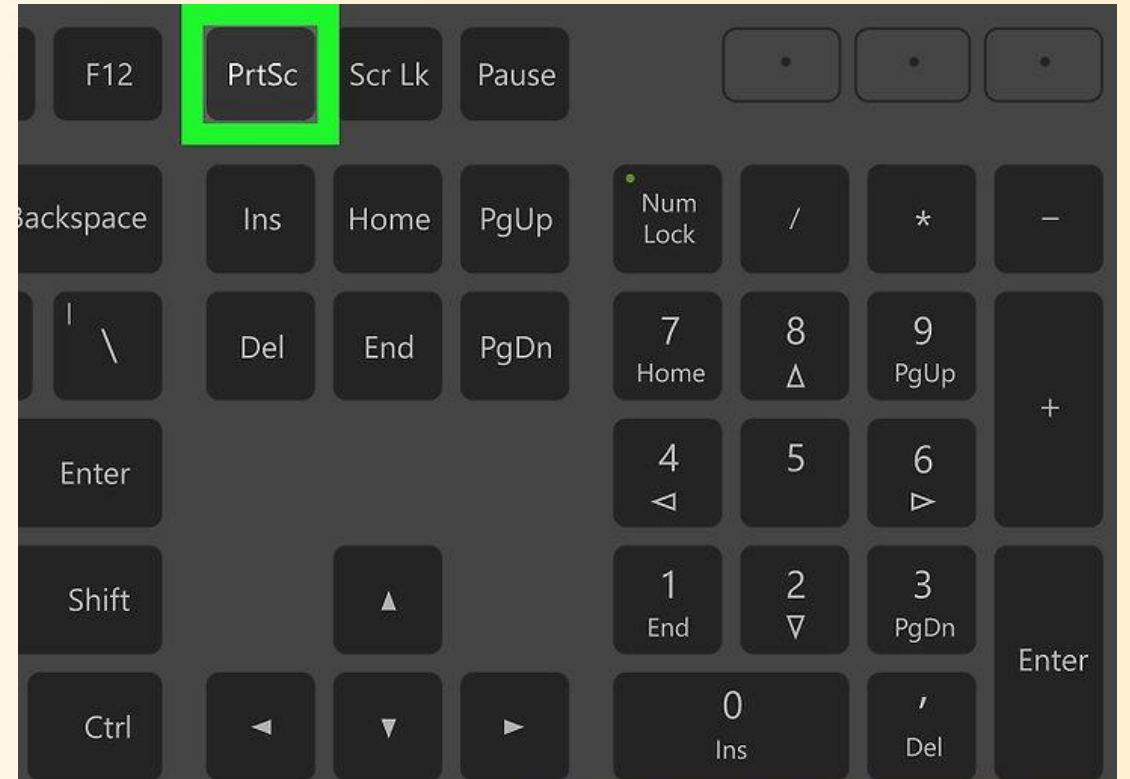 F12 PrtSc Scr Lk Pause
Backspace Ins Home PgUp Num Lock / * −
| \ Del End PgDn 7 Home 8 9 PgUp +
Enter 4 5 6
Shift 1 End 2 3 PgDn Enter
Ctrl 0 Ins , Del